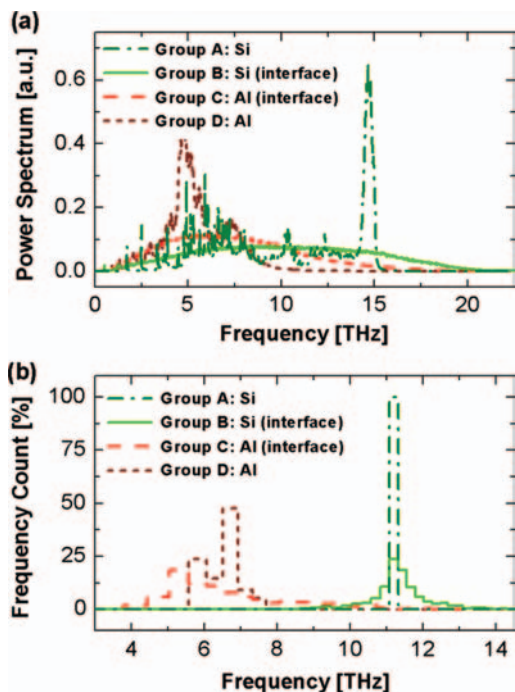 (a)
Group A: Si
Group B: Si (interface)
Group C: Al (interface)
Group D: Al
0.6
0.4
0.2
0.0
Power Spectrum [a.u.]
0 5 10 15 20
Frequency [THz]
(b)
Group A: Si
Group B: Si (interface)
Group C: Al (interface)
Group D: Al
100
75
50
25
0
Frequency Count [%]
4 6 8 10 12 14
Frequency [THz]